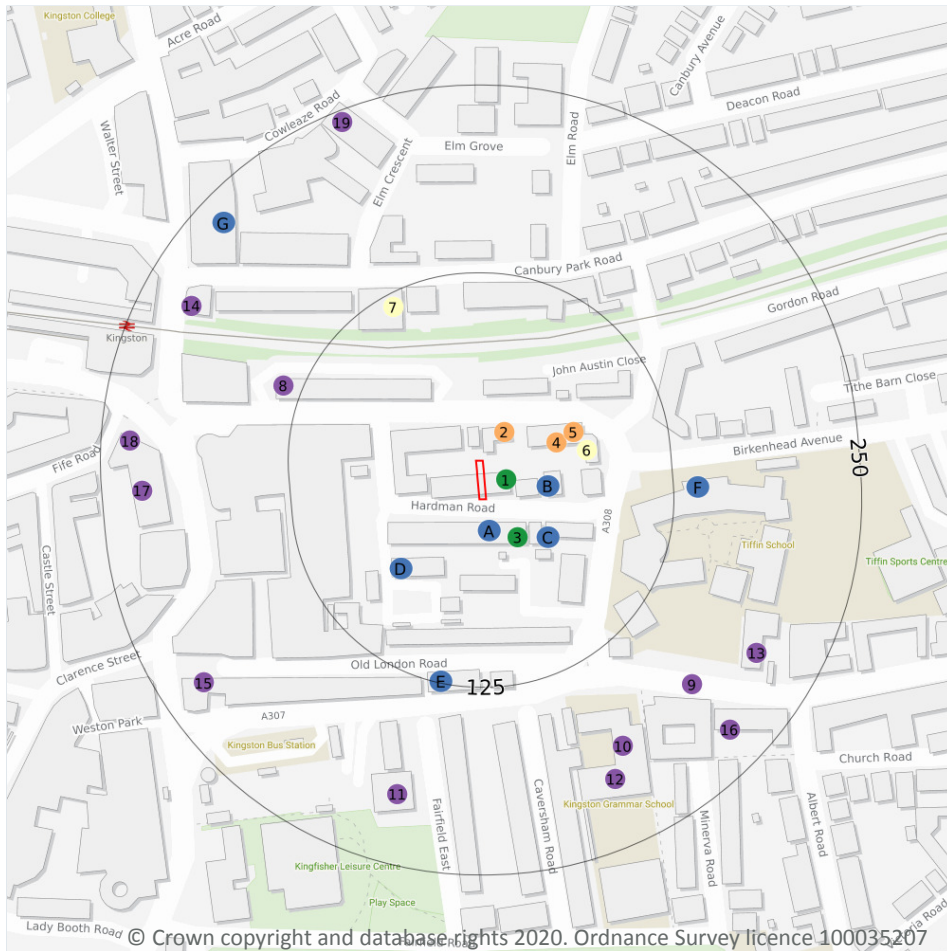 Kingston College
Acre Road
Canbury Avenue
Deacon Road
Walter Street
Cowleaze Road
19
Elm Grove
Elm Road
Elm Crescent
G
Canbury Park Road
Gordon Road
14
7
Kingston
John Austin Close
Tithe Barn Close
8
18
2
5
4
6
Birkenhead Avenue
250
Fife Road
17
1
B
F
Hardman Road
A308
A
3
C
Tiffin School
Castle Street
D
Tiffin Sports Centre
Clarence Street
Old London Road
13
15
E
125
9
Weston Park
A307
16
Kingston Bus Station
10
Church Road
12
11
Kingston Grammar School
Fairfield East
Caversham Road
Minerva Road
Albert Road
Kingfisher Leisure Centre
Play Space
Lady Booth Road
Fairfield Road
© Crown copyright and database rights 2020. Ordnance Survey licence 100035207